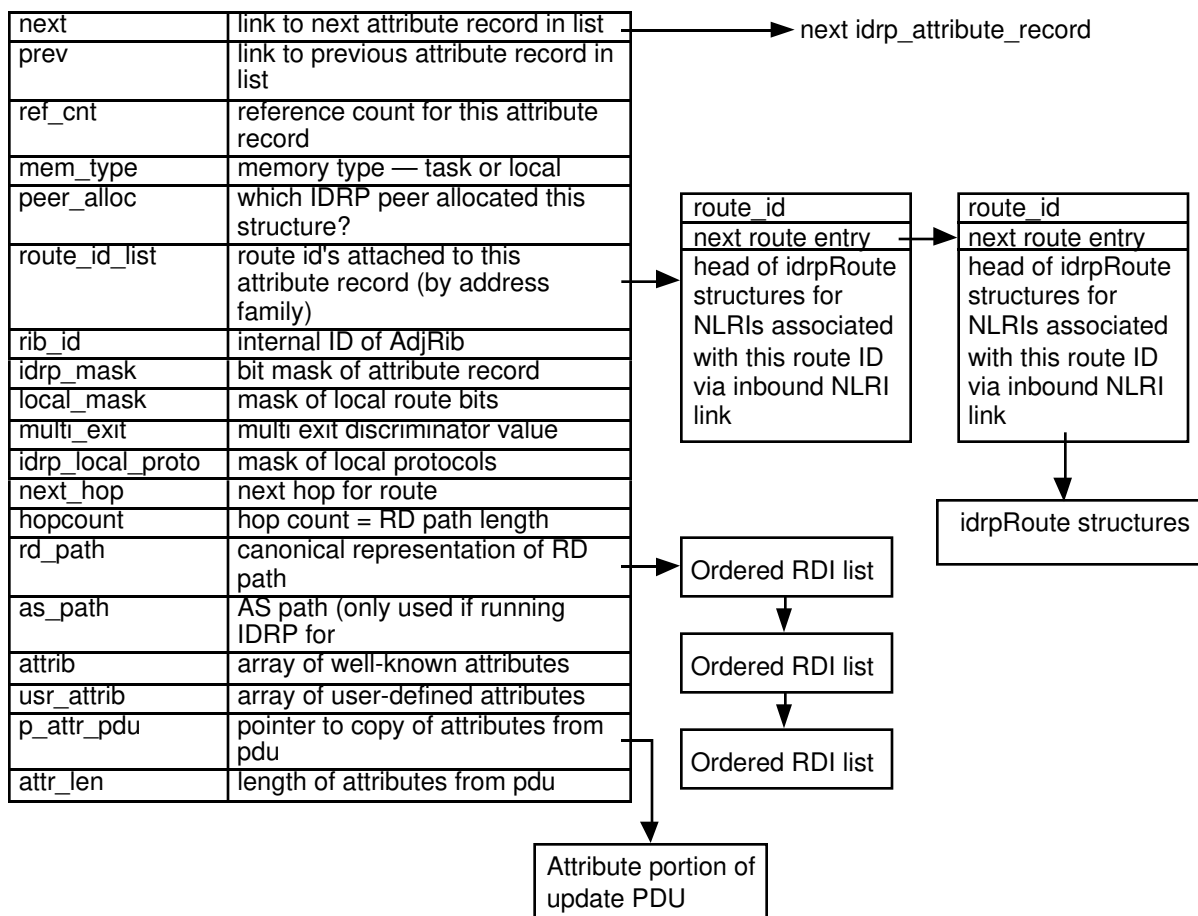 next link to next attribute record in list next idrp_attribute_record
prev link to previous attribute record in
list
ref_cnt reference count for this attribute
record
mem_type memory type — task or local
peer_alloc which IDRP peer allocated this
structure?
route_id_list route id's attached to this
attribute record (by address
family)
rib_id internal ID of AdjRib
idrp_mask bit mask of attribute record
local_mask mask of local route bits
multi_exit multi exit discriminator value
idrp_local_proto mask of local protocols
next_hop next hop for route
hopcount hop count = RD path length
rd_path canonical representation of RD
path
as_path AS path (only used if running
IDRP for
attrib array of well-known attributes
usr_attrib array of user-defined attributes
p_attr_pdu pointer to copy of attributes from
pdu
attr_len length of attributes from pdu
route_id
next route entry
head of idrpRoute
structures for
NLRIs associated
with this route ID
via inbound NLRI
link
route_id
next route entry
head of idrpRoute
structures for
NLRIs associated
with this route ID
via inbound NLRI
link
idrpRoute structures
Ordered RDI list
Ordered RDI list
Ordered RDI list
Attribute portion of
update PDU